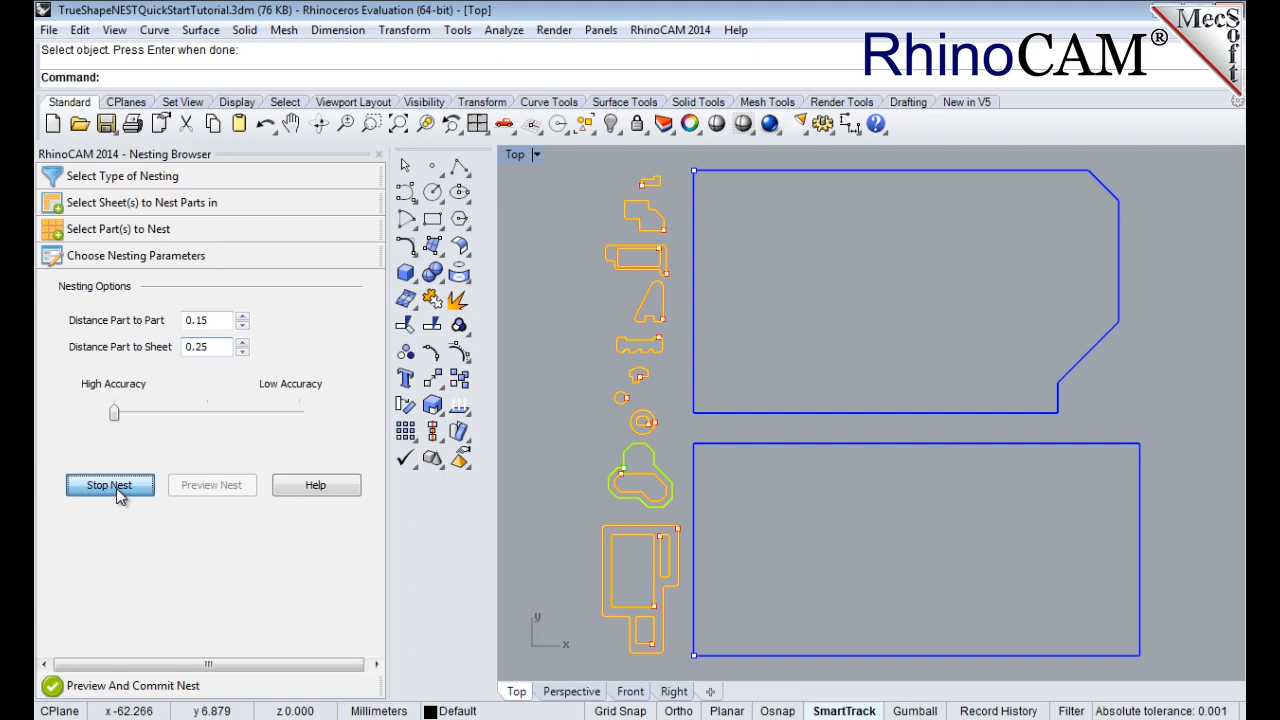 TrueShapeNESTQuickStartTutorial.3dm (76 KB) - Rhinoceros Evaluation (64-bit) - [Top]
File Edit View Curve Surface Solid Mesh Dimension Transform Tools Analyze Render Panels RhinoCAM 2014 Help
Select object. Press Enter when done:
Command:
RhinoCAM®
MecSoft
Standard CPlanes Set View Display Select Viewport Layout Visibility Transform Curve Tools Surface Tools Solid Tools Mesh Tools Render Tools Drafting New in V5
RhinoCAM 2014 - Nesting Browser
Select Type of Nesting
Select Sheet(s) to Nest Parts in
Select Part(s) to Nest
Choose Nesting Parameters
Nesting Options
Distance Part to Part 0.15
Distance Part to Sheet 0.25
High Accuracy Low Accuracy
Stop Nest Preview Nest Help
Preview And Commit Nest
Top
y
x
Top Perspective Front Right
CPlane x -62.266 y 6.879 z 0.000 Millimeters Default Grid Snap Ortho Planar Osnap SmartTrack Gumball Record History Filter Absolute tolerance: 0.001